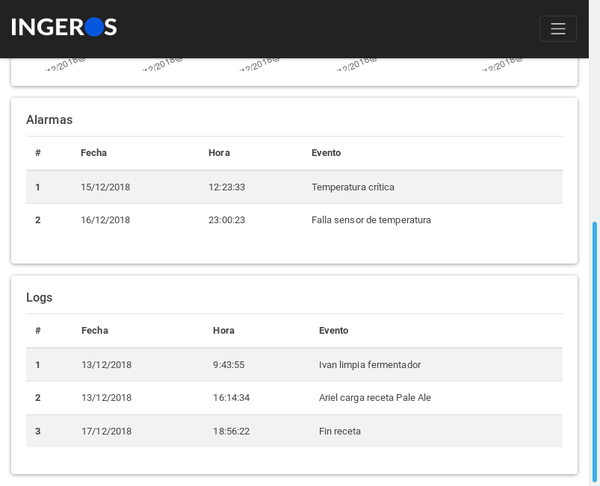 INGEROS
12/2018@ 12/2018@ 12/2018@ 12/2018@ 12/2018@
Alarmas
# Fecha Hora Evento
1 15/12/2018 12:23:33 Temperatura crítica
2 16/12/2018 23:00:23 Falla sensor de temperatura
Logs
# Fecha Hora Evento
1 13/12/2018 9:43:55 Ivan limpia fermentador
2 13/12/2018 16:14:34 Ariel carga receta Pale Ale
3 17/12/2018 18:56:22 Fin receta